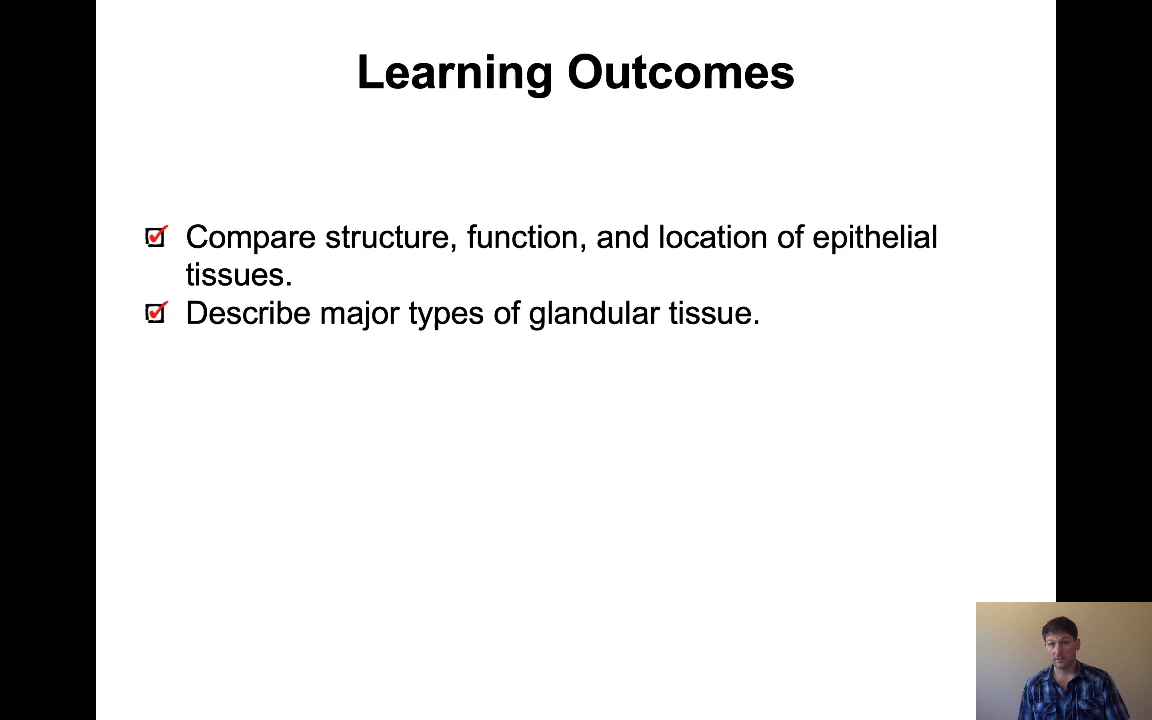 Learning Outcomes
Compare structure, function, and location of epithelial
tissues.
Describe major types of glandular tissue.